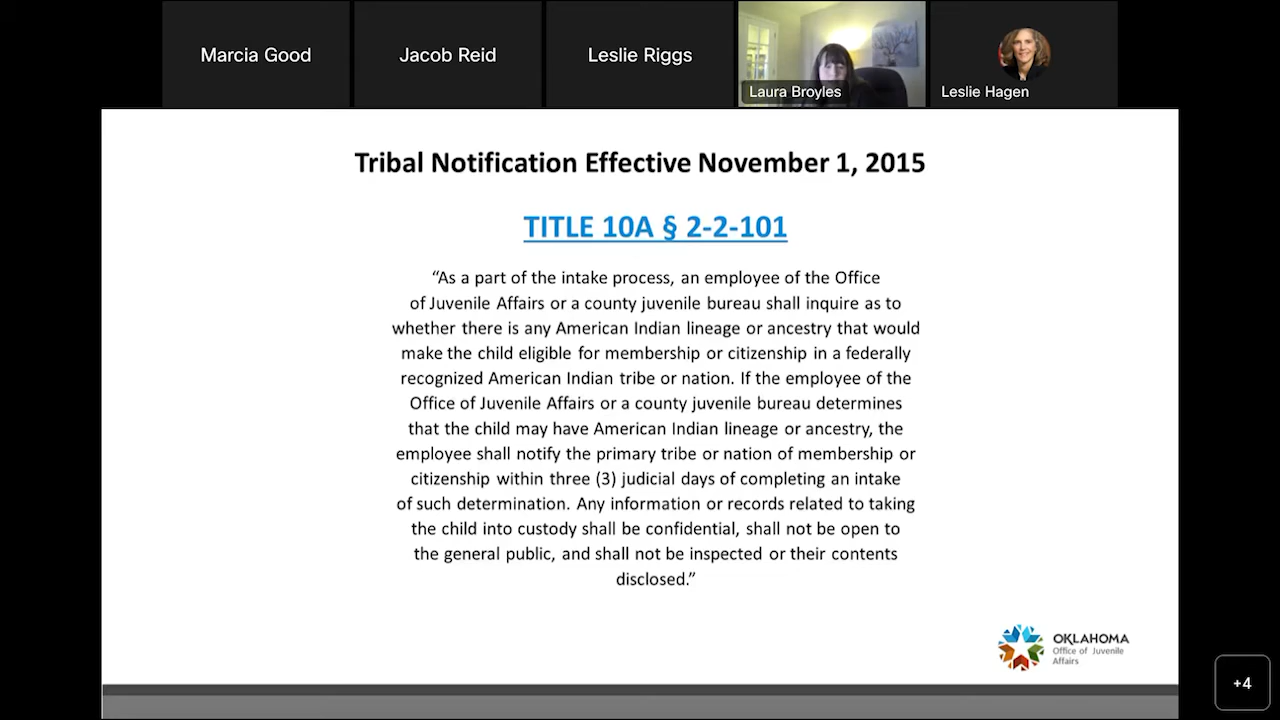 Marcia Good
Jacob Reid
Leslie Riggs
Laura Broyles
Leslie Hagen
Tribal Notification Effective November 1, 2015
TITLE 10A § 2-2-101
“As a part of the intake process, an employee of the Office
of Juvenile Affairs or a county juvenile bureau shall inquire as to
whether there is any American Indian lineage or ancestry that would
make the child eligible for membership or citizenship in a federally
recognized American Indian tribe or nation. If the employee of the
Office of Juvenile Affairs or a county juvenile bureau determines
that the child may have American Indian lineage or ancestry, the
employee shall notify the primary tribe or nation of membership or
citizenship within three (3) judicial days of completing an intake
of such determination. Any information or records related to taking
the child into custody shall be confidential, shall not be open to
the general public, and shall not be inspected or their contents
disclosed.”
OKLAHOMA
Office of Juvenile
Affairs
+4